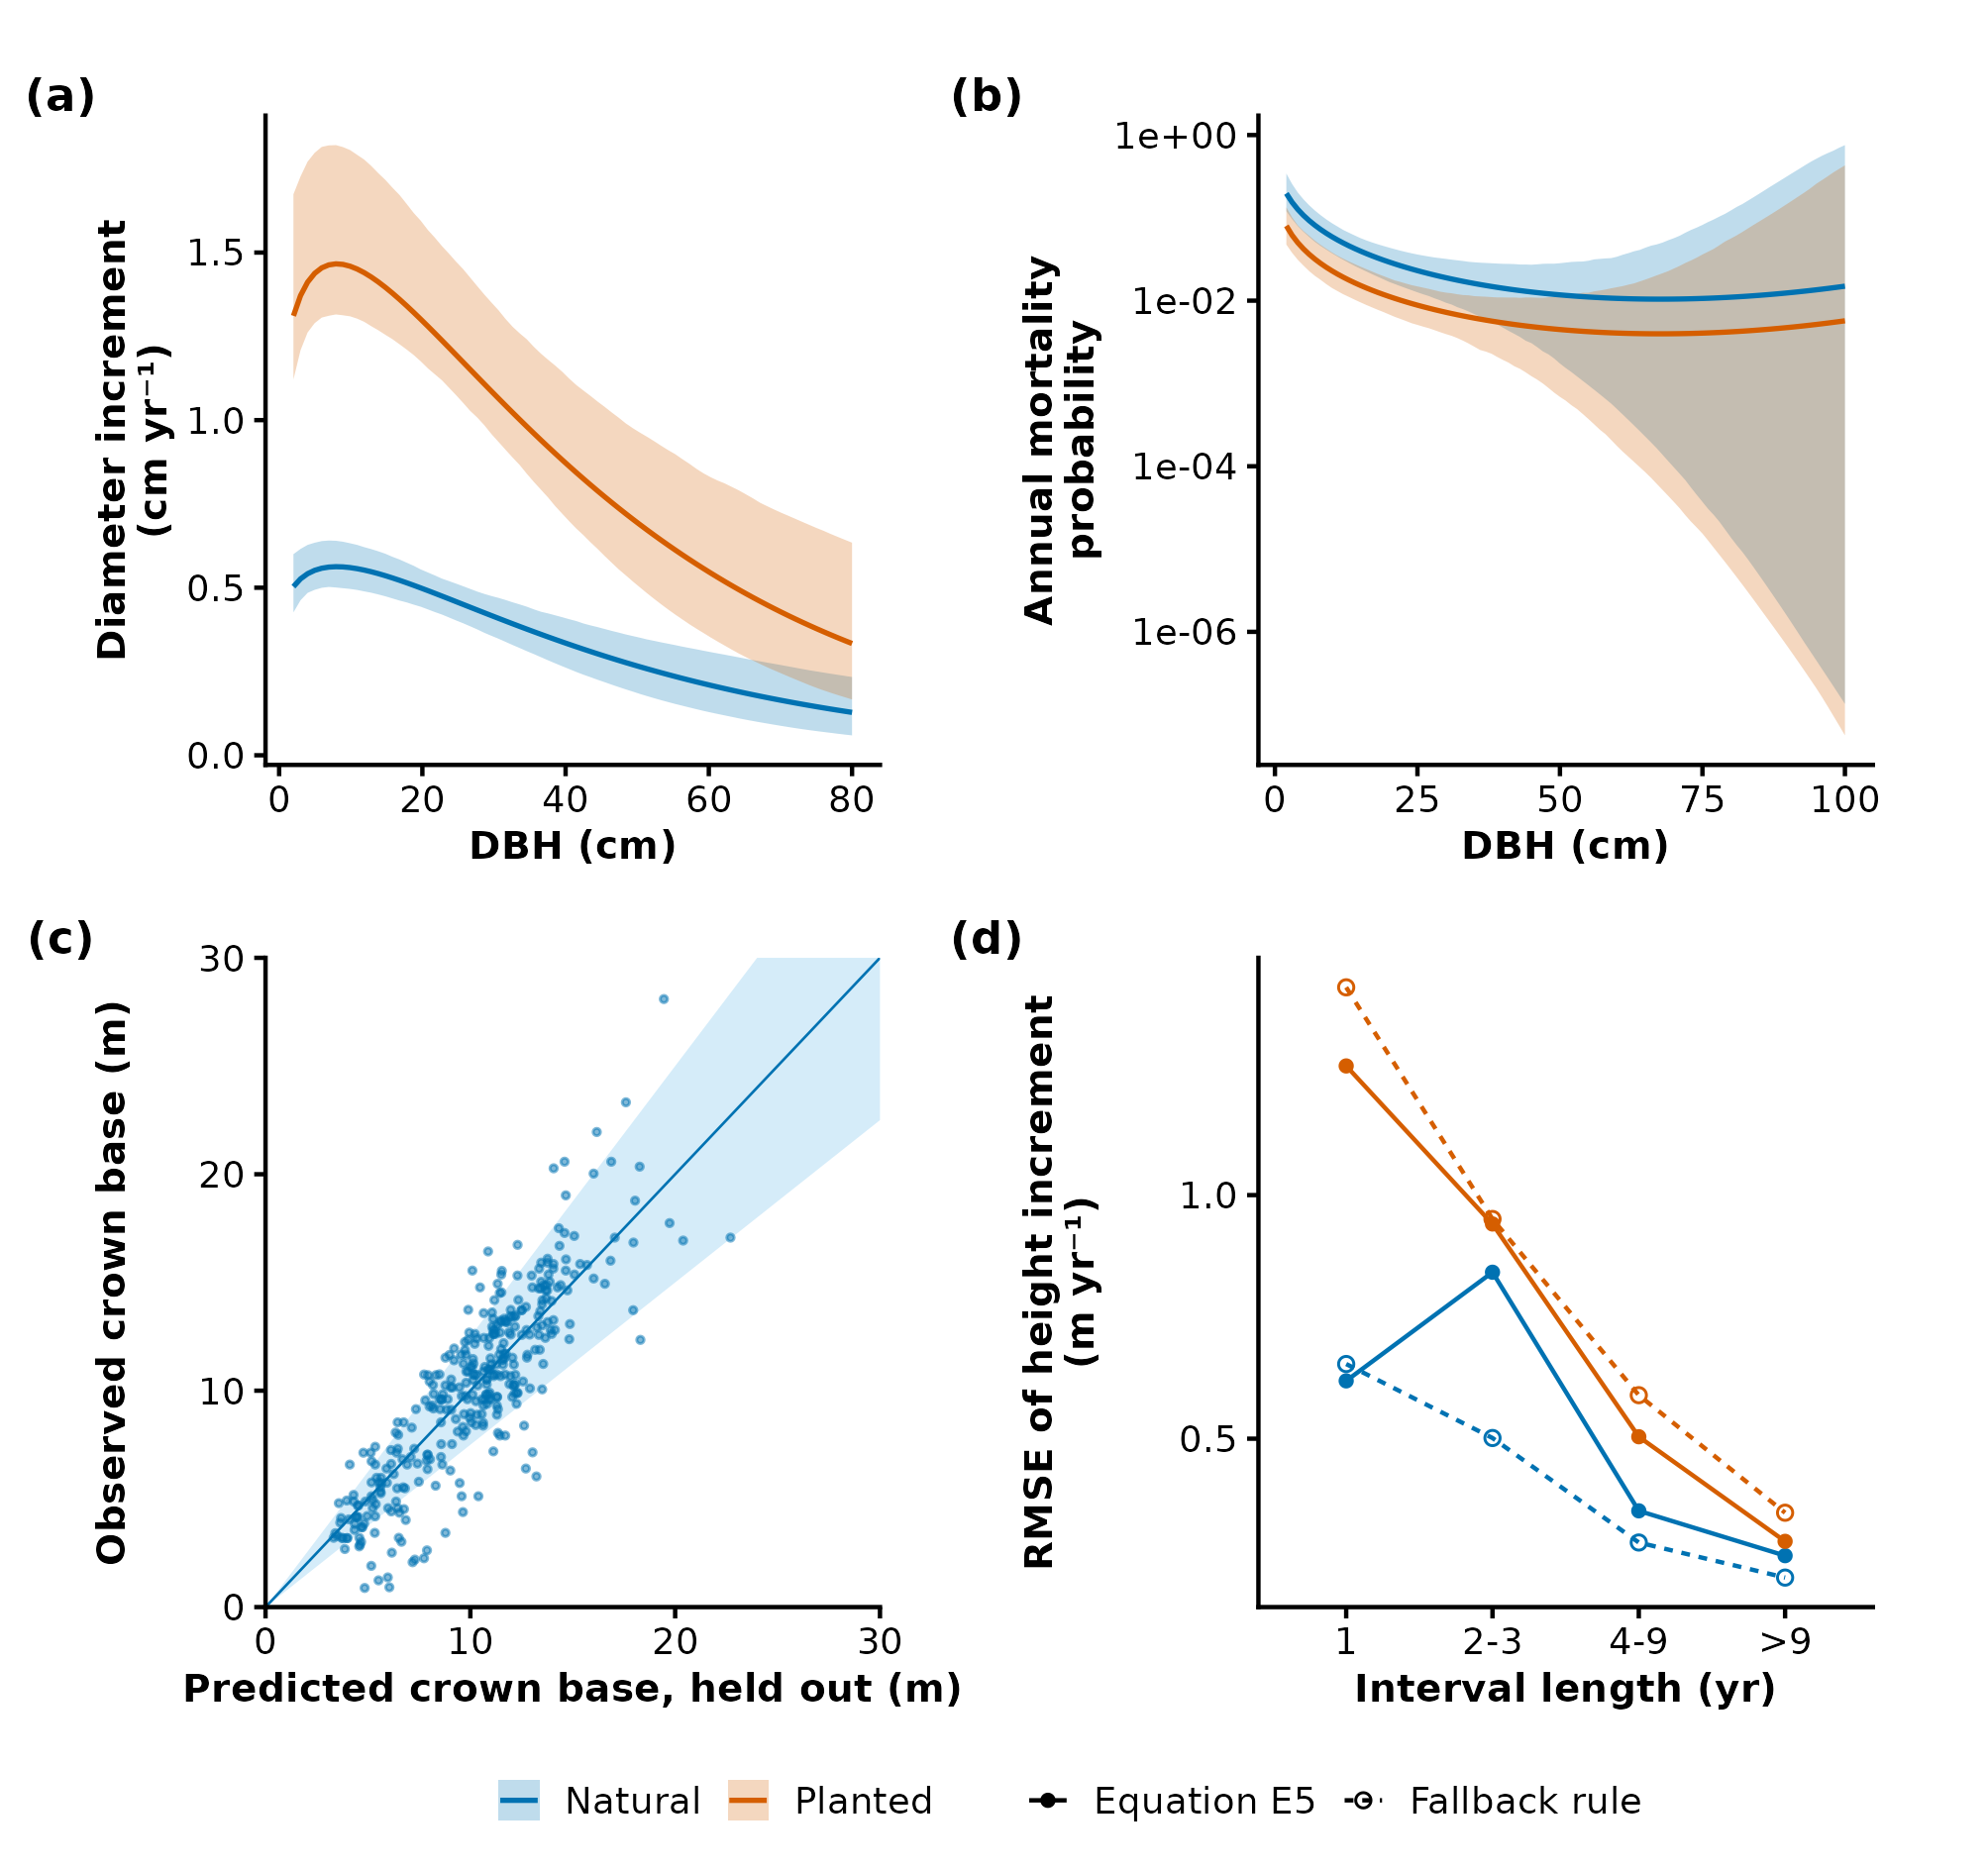 (a)
Diameter increment
(cm yr⁻¹)
1.5
1.0
0.5
0.0
0 20 40 60 80
DBH (cm)
(b)
Annual mortality
probability
1e+00
1e-02
1e-04
1e-06
0 25 50 75 100
DBH (cm)
(c)
Observed crown base (m)
30
20
10
0
0 10 20 30
Predicted crown base, held out (m)
(d)
RMSE of height increment
(m yr⁻¹)
1.0
0.5
1 2-3 4-9 >9
Interval length (yr)
Natural Planted Equation E5 Fallback rule